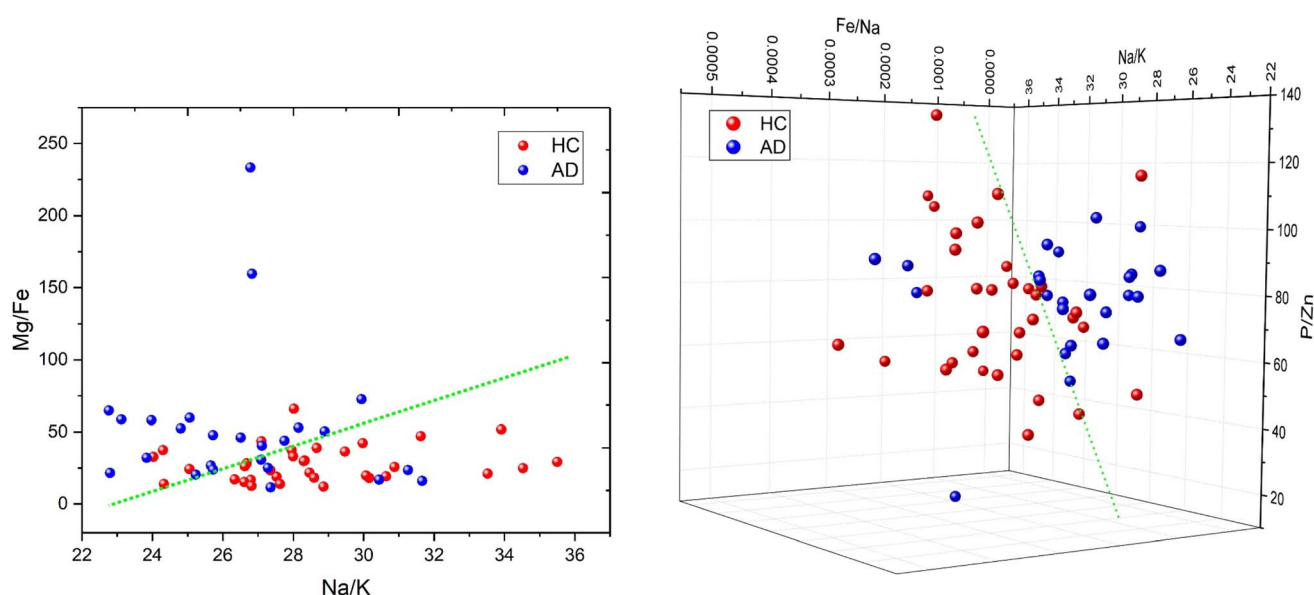 Mg/Fe
250
200
150
100
50
0
22 24 26 28 30 32 34 36
Na/K
HC
AD
Fe/Na
0.0005 0.0004 0.0003 0.0002 0.0001 0.0000
Na/K
36 34 32 30 28 26 24 22
HC
AD
140
120
100
80
60
40
20
P/Zn